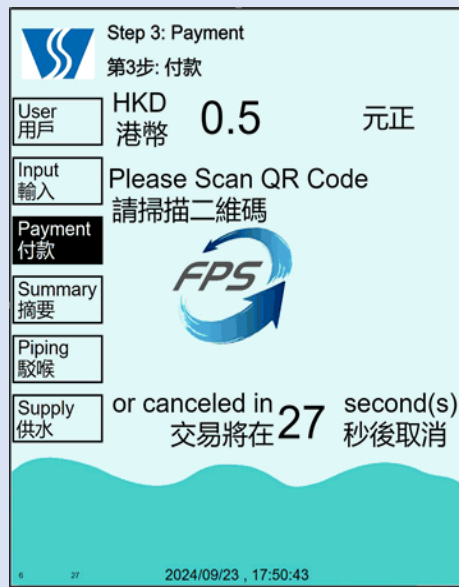 Step 3: Payment
第3步: 付款
User
用戶
HKD 0.5 元正
港幣
Input
輸入
Please Scan QR Code
請掃描二維碼
Payment
付款
FPS
Summary
摘要
Piping
駁喉
Supply
供水
or canceled in 27 second(s)
交易將在 秒後取消
6 27 2024/09/23 , 17:50:43